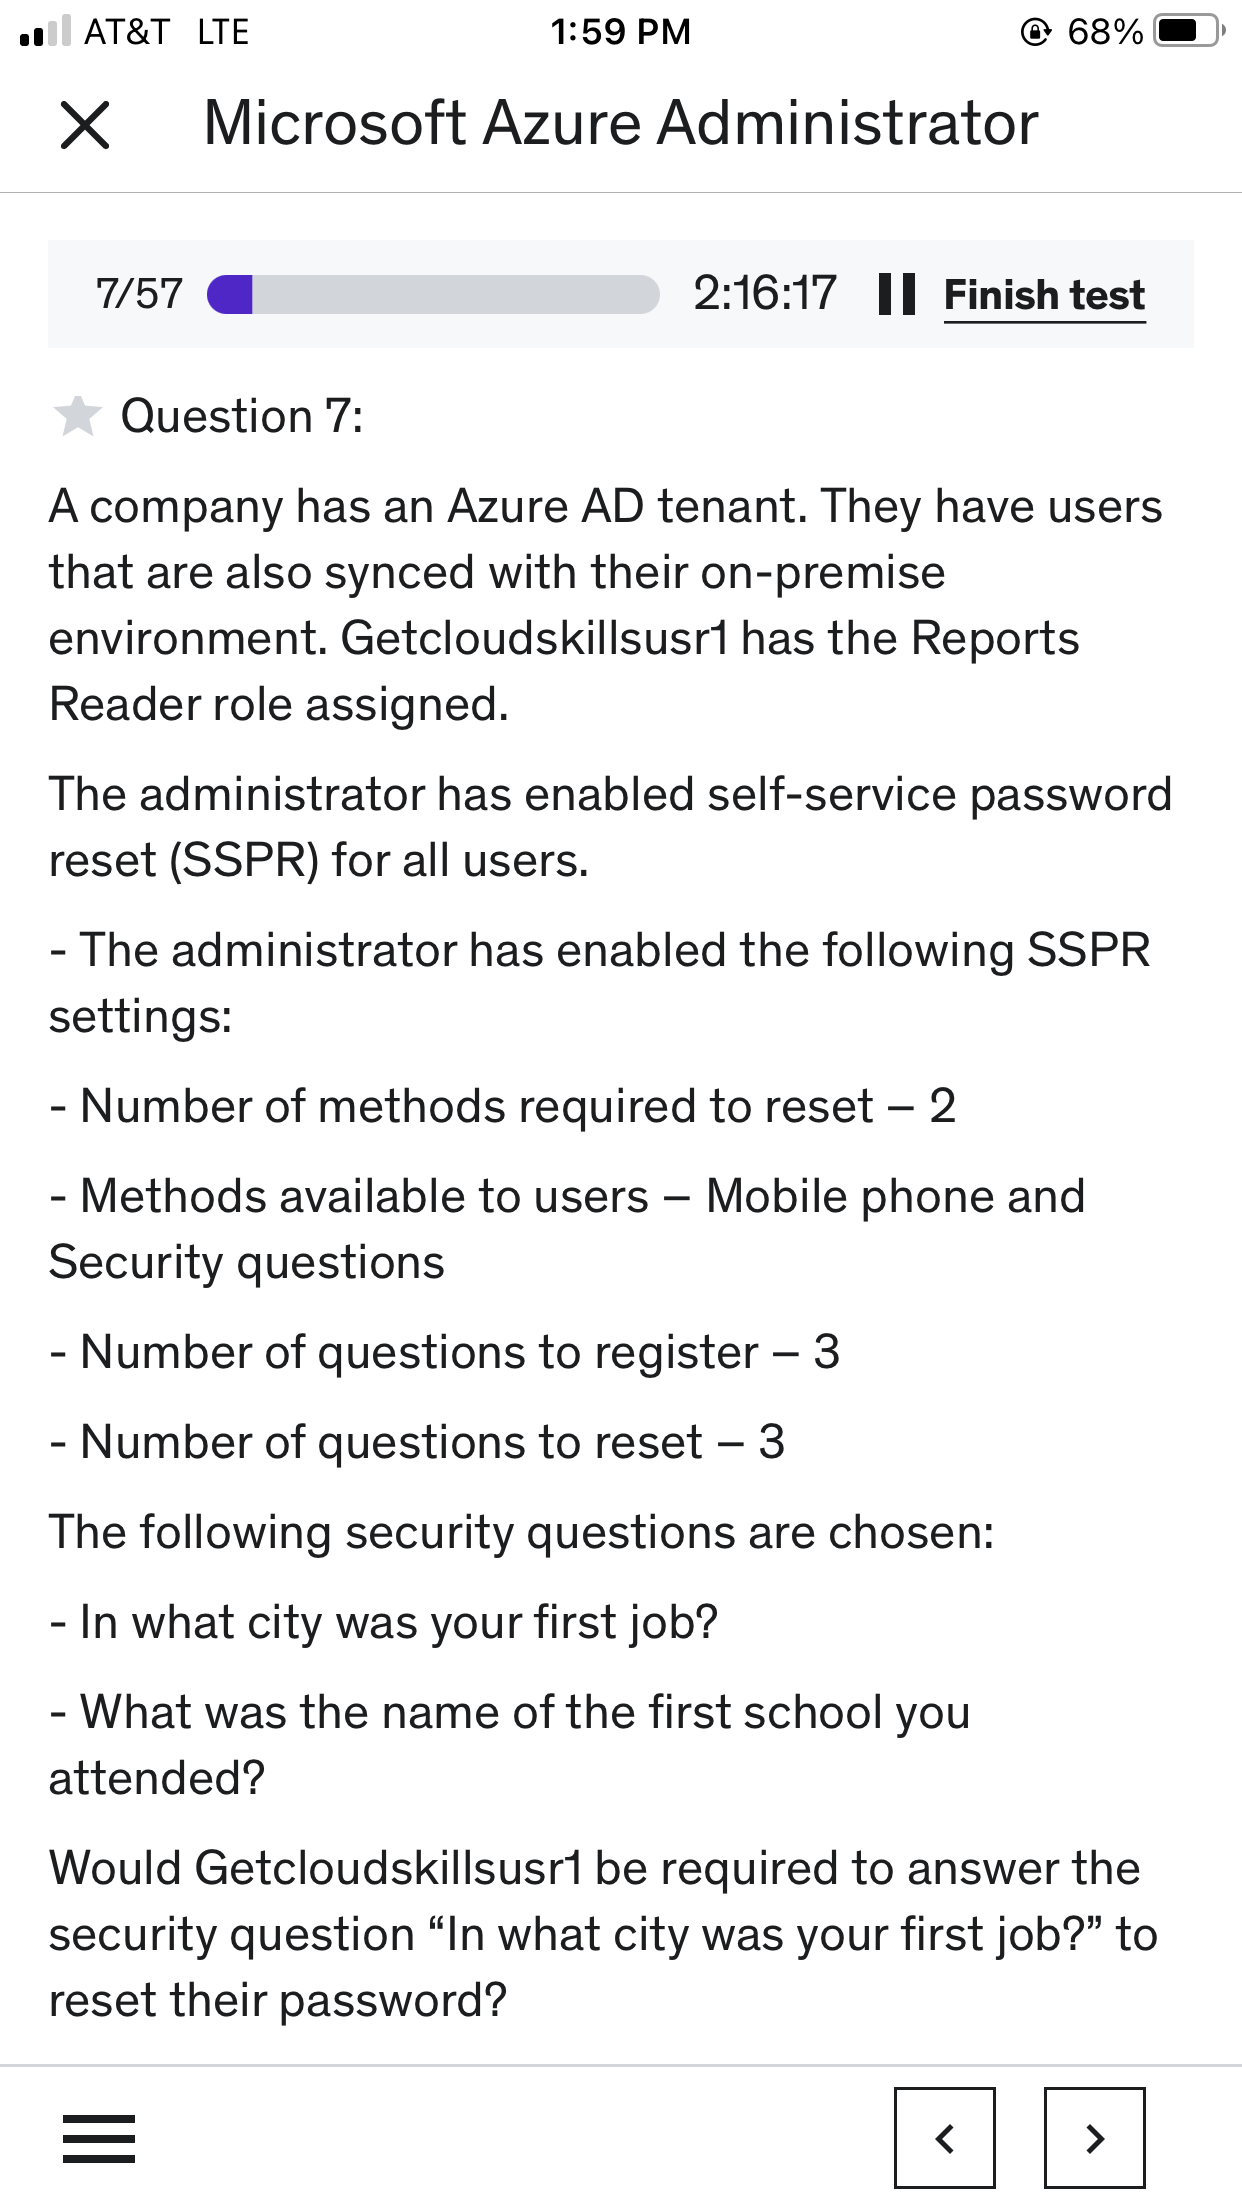 AT&T LTE 1:59 PM 68%
Microsoft Azure Administrator
7/57 2:16:17 Finish test
Question 7:
A company has an Azure AD tenant. They have users
that are also synced with their on-premise
environment. Getcloudskillsusr1 has the Reports
Reader role assigned.
The administrator has enabled self-service password
reset (SSPR) for all users.
- The administrator has enabled the following SSPR
settings:
- Number of methods required to reset – 2
- Methods available to users – Mobile phone and
Security questions
- Number of questions to register – 3
- Number of questions to reset – 3
The following security questions are chosen:
- In what city was your first job?
- What was the name of the first school you
attended?
Would Getcloudskillsusr1 be required to answer the
security question “In what city was your first job?” to
reset their password?